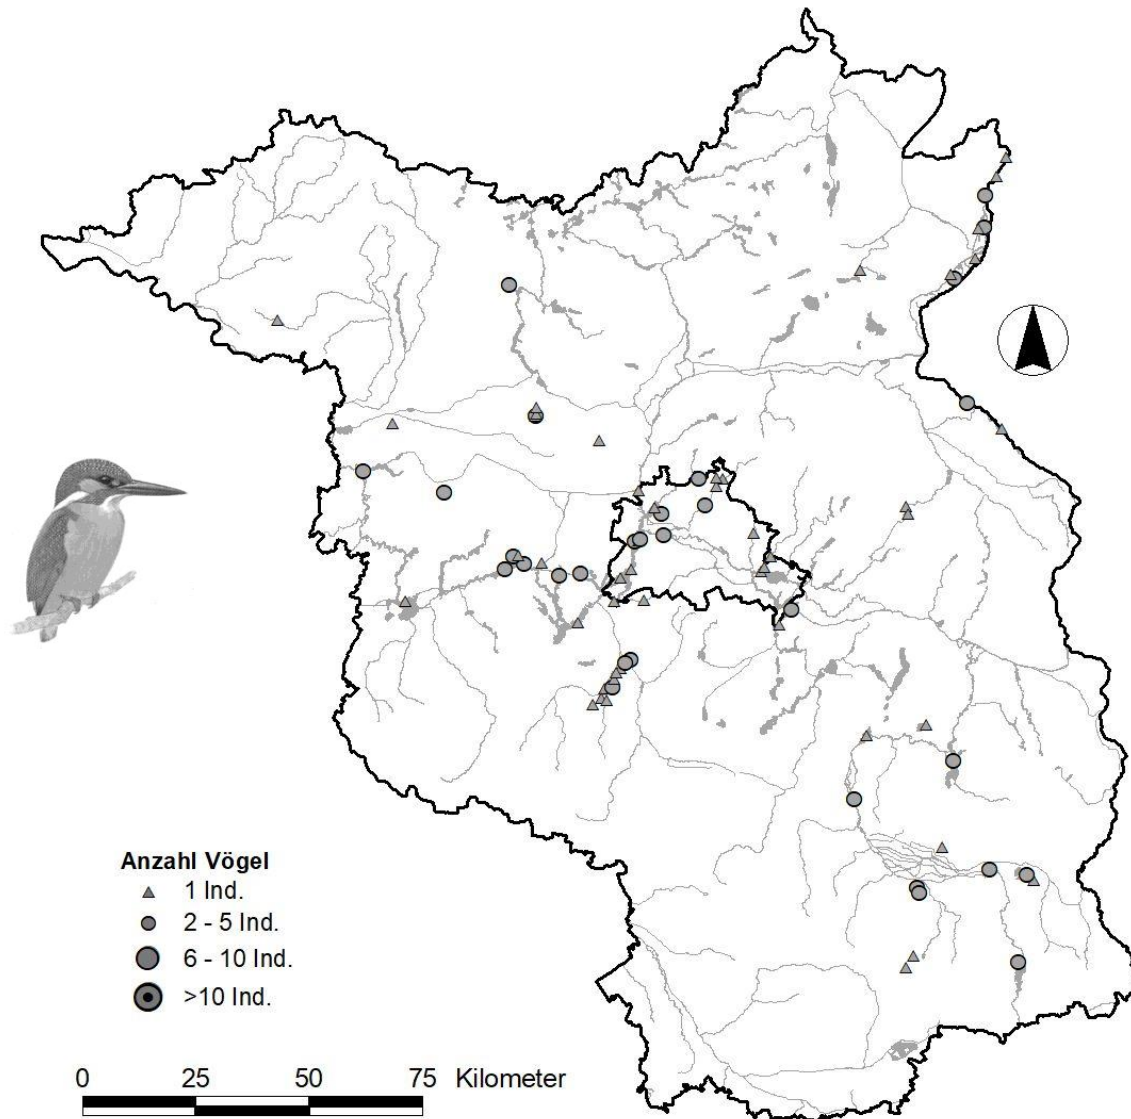 Anzahl Vögel
1 Ind.
2 - 5 Ind.
6 - 10 Ind.
>10 Ind.
0 25 50 75 Kilometer